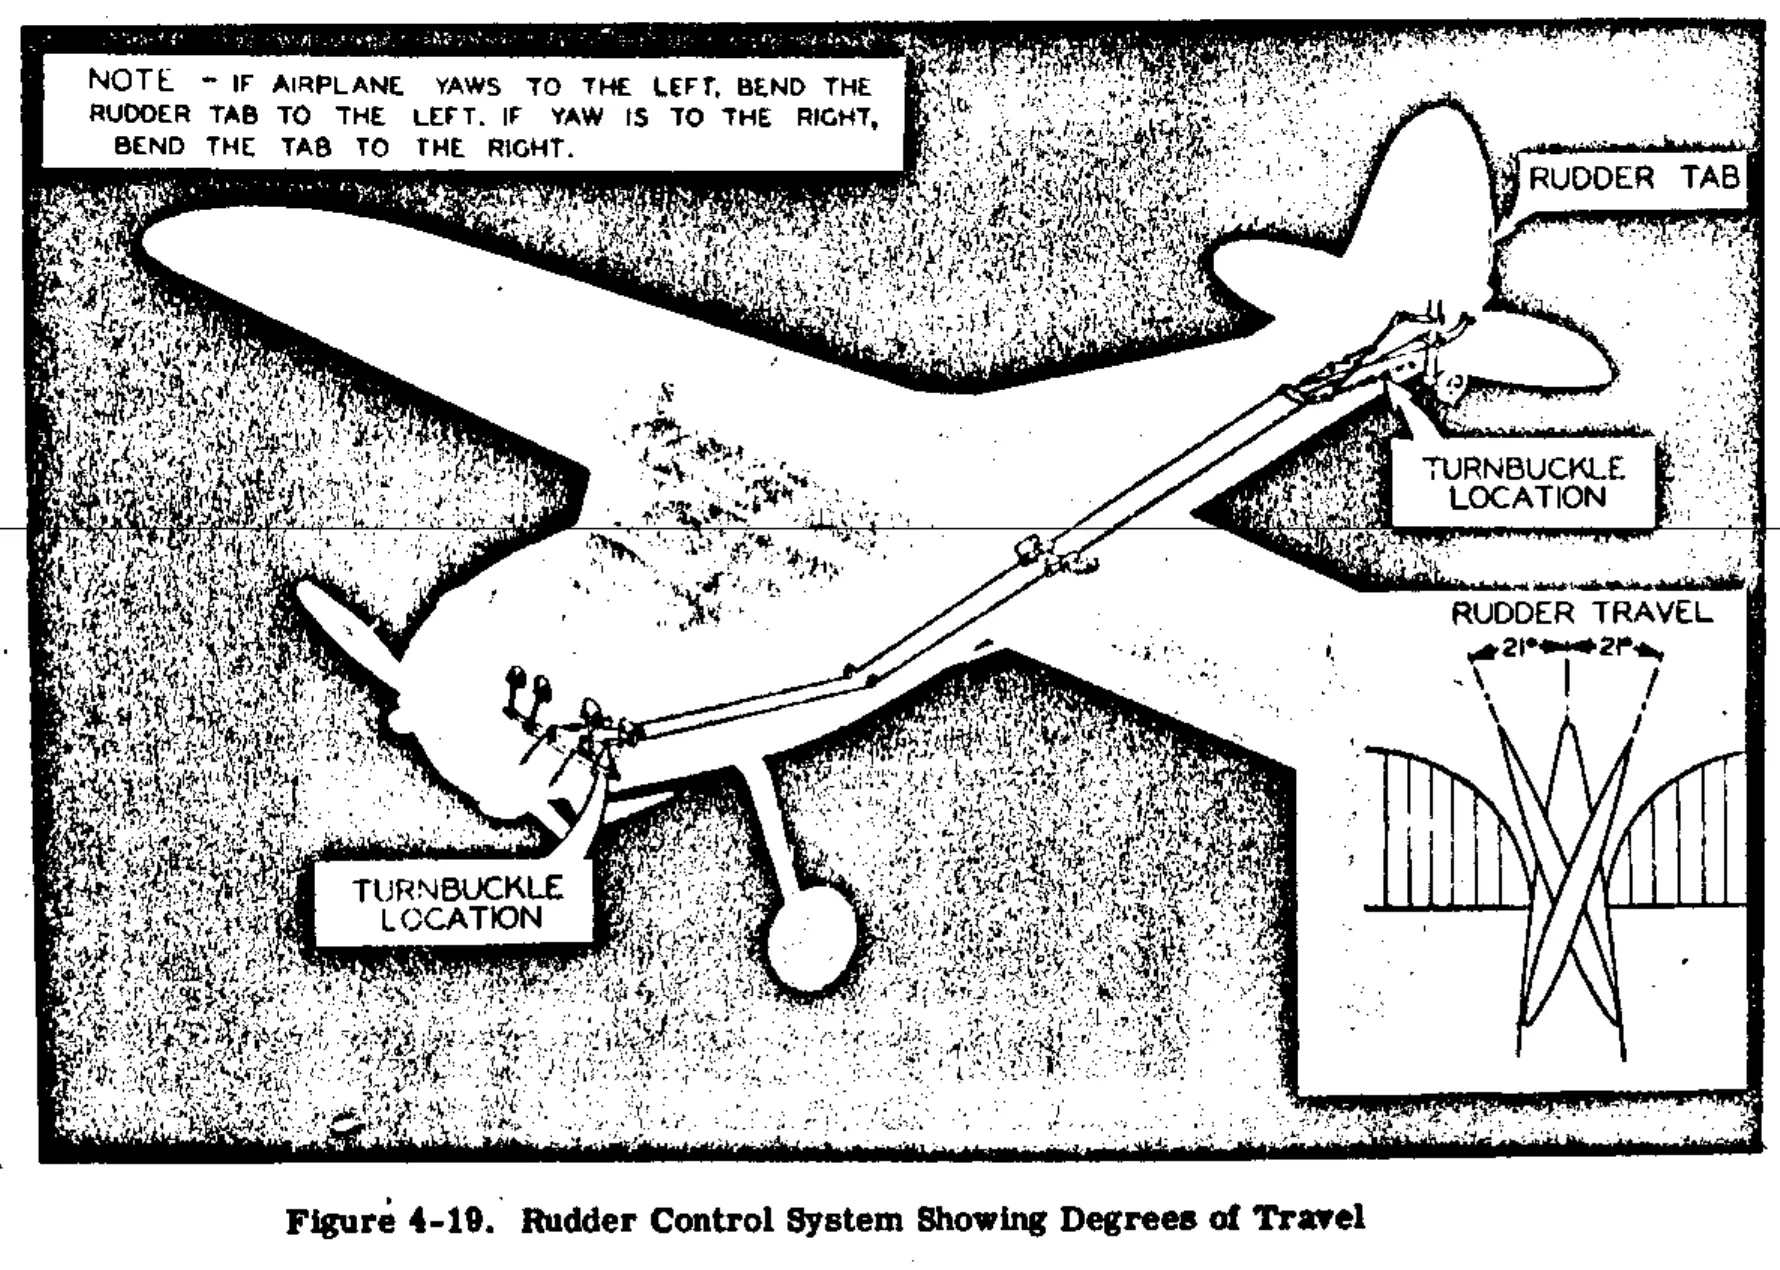 NOTE - IF AIRPLANE YAWS TO THE LEFT, BEND THE
RUDDER TAB TO THE LEFT. IF YAW IS TO THE RIGHT,
BEND THE TAB TO THE RIGHT.
RUDDER TAB
TURNBUCKLE
LOCATION
RUDDER TRAVEL
21° 21°
TURNBUCKLE
LOCATION
Figure 4-19. Rudder Control System Showing Degrees of Travel